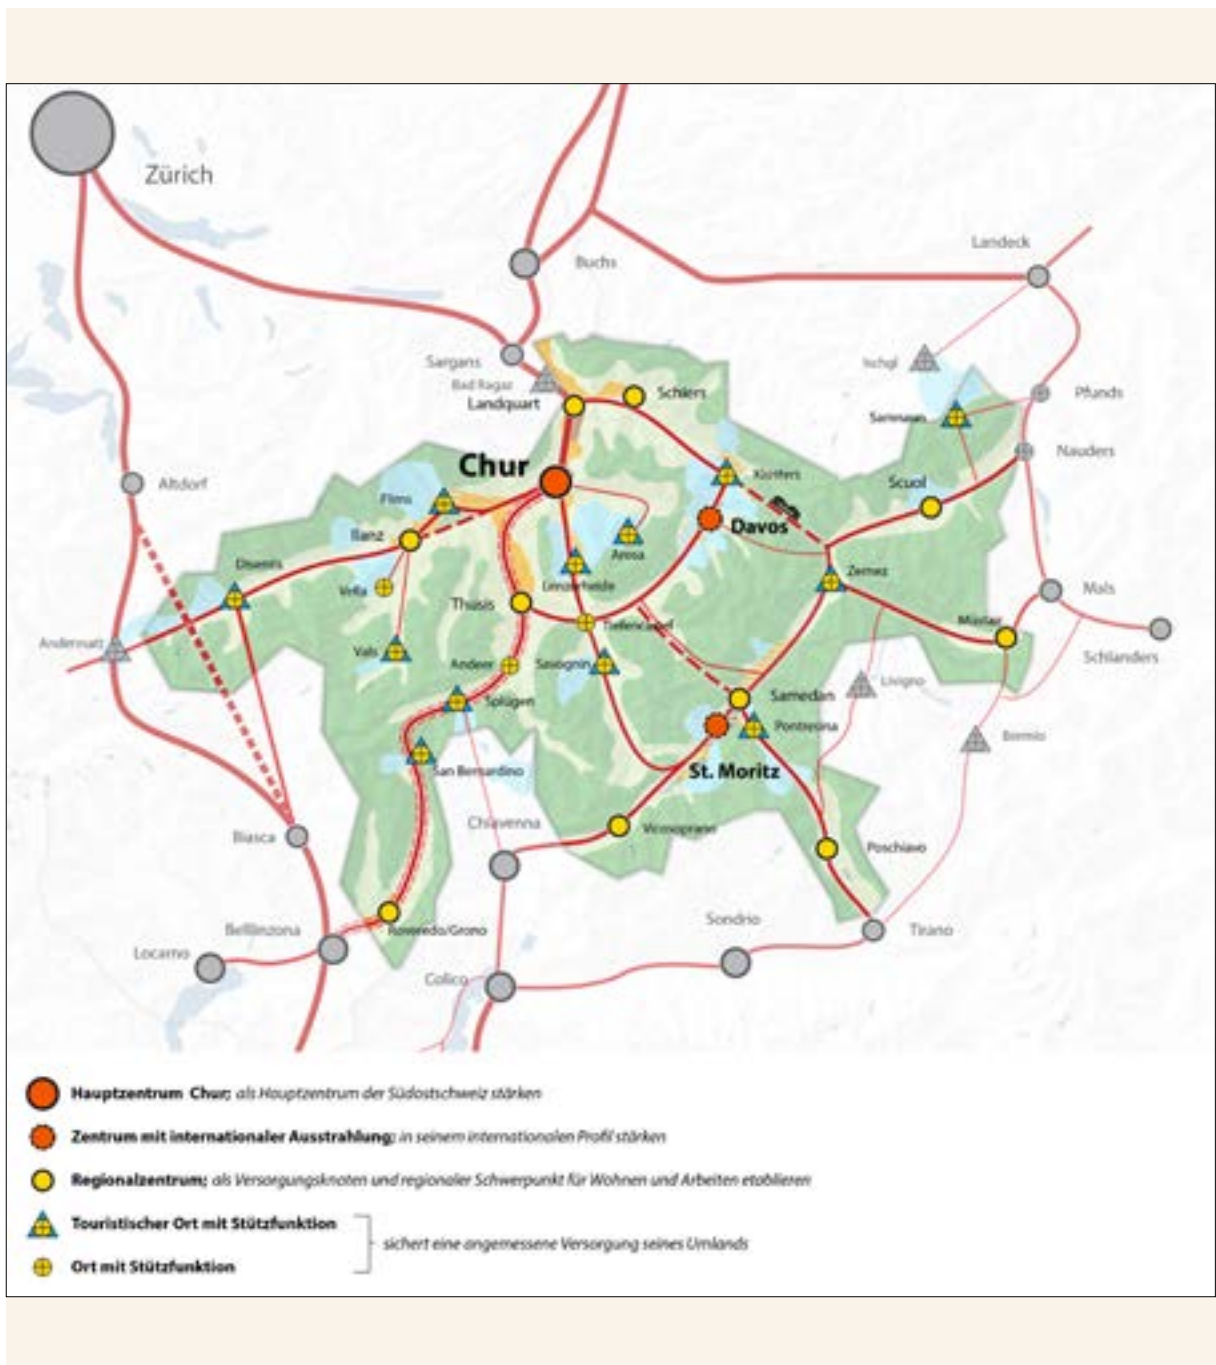 Zürich
Landeck
Buchs
Ischgl
Sargans
Bad Ragaz
Landquart
Schiers
Pfunds
Samnaun
Nauders
Chur
Altdorf
Flims
Klosters
Scuol
Ilanz
Davos
Arosa
Disentis
Zernez
Lenzerheide
Vella
Mals
Thusis
Tiefencastel
Müstair
Andermatt
Vals
Andeer
Savognin
Schlanders
Livigno
Samedan
Splügen
Pontresina
Bormio
San Bernardino
St. Moritz
Chiavenna
Vicosoprano
Biasca
Poschiavo
Sondrio
Bellinzona
Roveredo/Grono
Tirano
Locarno
Colico
Hauptzentrum Chur; als Hauptzentrum der Südostschweiz stärken
Zentrum mit internationaler Ausstrahlung; in seinem internationalen Profil stärken
Regionalzentrum; als Versorgungsknoten und regionaler Schwerpunkt für Wohnen und Arbeiten etablieren
Touristischer Ort mit Stützfunktion
sichert eine angemessene Versorgung seines Umlands
Ort mit Stützfunktion